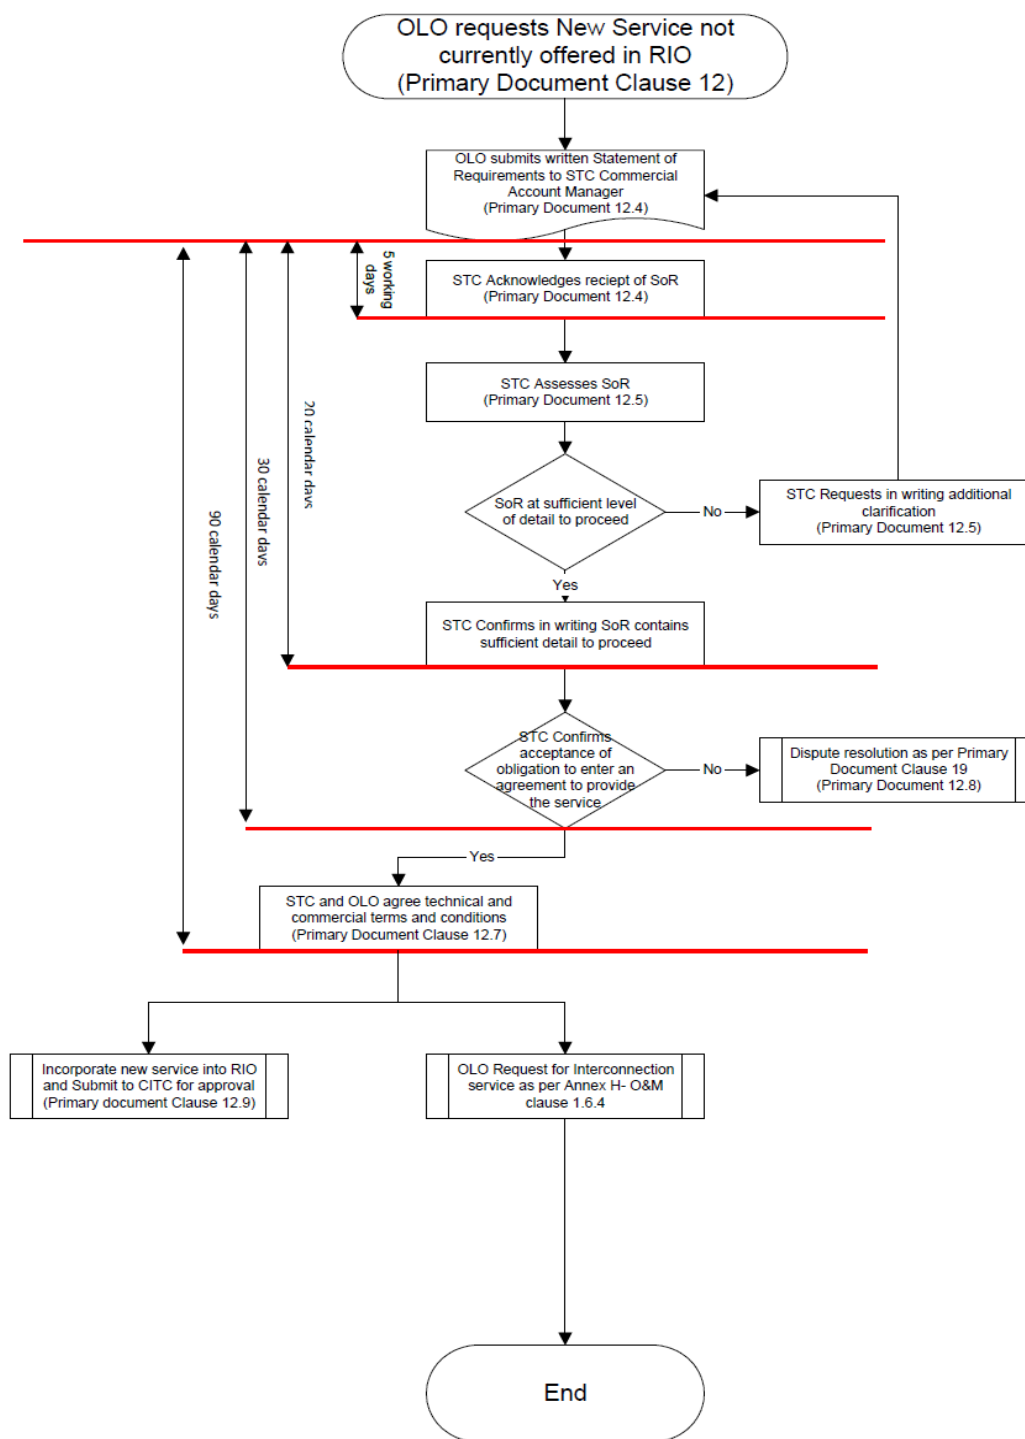 OLO requests New Service not
currently offered in RIO
(Primary Document Clause 12)
OLO submits written Statement of
Requirements to STC Commercial
Account Manager
(Primary Document 12.4)
5 working
days
STC Acknowledges reciept of SoR
(Primary Document 12.4)
STC Assesses SoR
(Primary Document 12.5)
20 calendar days
30 calendar days
90 calendar days
SoR at sufficient level
of detail to proceed
No
STC Requests in writing additional
clarification
(Primary Document 12.5)
Yes
STC Confirms in writing SoR contains
sufficient detail to proceed
STC Confirms
acceptance of
obligation to enter an
agreement to provide
the service
No
Dispute resolution as per Primary
Document Clause 19
(Primary Document 12.8)
Yes
STC and OLO agree technical and
commercial terms and conditions
(Primary Document Clause 12.7)
Incorporate new service into RIO
and Submit to CITC for approval
(Primary document Clause 12.9)
OLO Request for Interconnection
service as per Annex H- O&M
clause 1.6.4
End